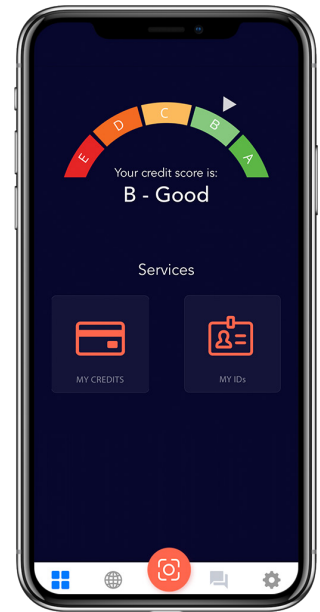 E
D
C
B
A
Your credit score is:
B - Good
Services
MY CREDITS
MY IDs